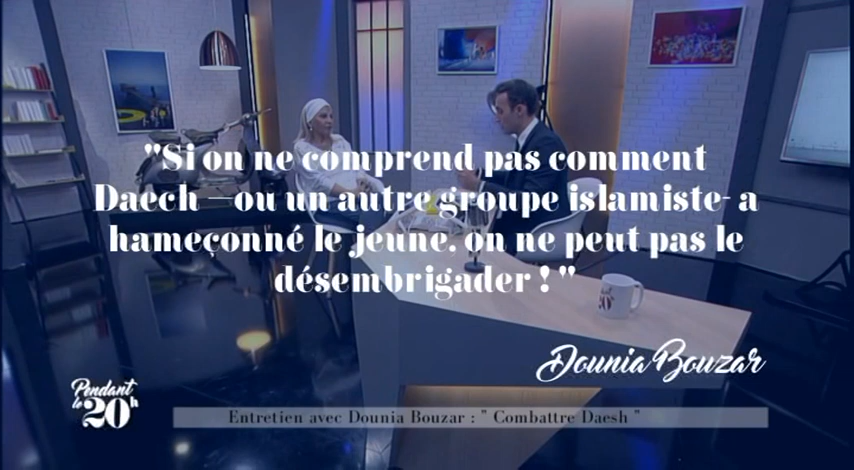 "Si on ne comprend pas comment
Daech —ou un autre groupe islamiste- a
hameçonné le jeune, on ne peut pas le
désembrigader ! "
Dounia Bouzar
Pendant
le 20h
Entretien avec Dounia Bouzar : " Combattre Daesh "